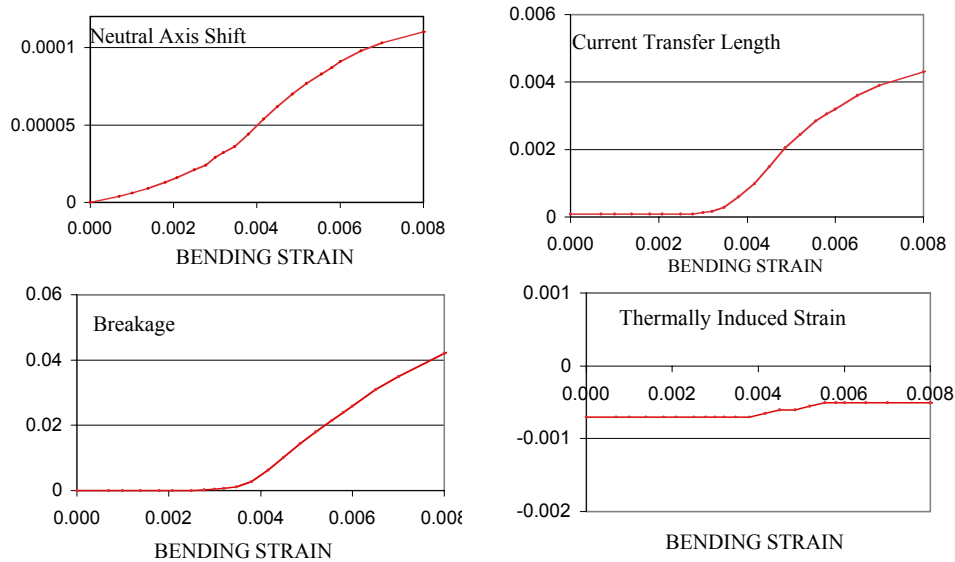 Neutral Axis Shift
0.0001
0.00005
0
0.000 0.002 0.004 0.006 0.008
BENDING STRAIN
Current Transfer Length
0.006
0.004
0.002
0
0.000 0.002 0.004 0.006 0.008
BENDING STRAIN
Breakage
0.06
0.04
0.02
0
0.000 0.002 0.004 0.006 0.008
BENDING STRAIN
Thermally Induced Strain
0.001
0
0.000 0.002 0.004 0.006 0.008
-0.001
-0.002
BENDING STRAIN